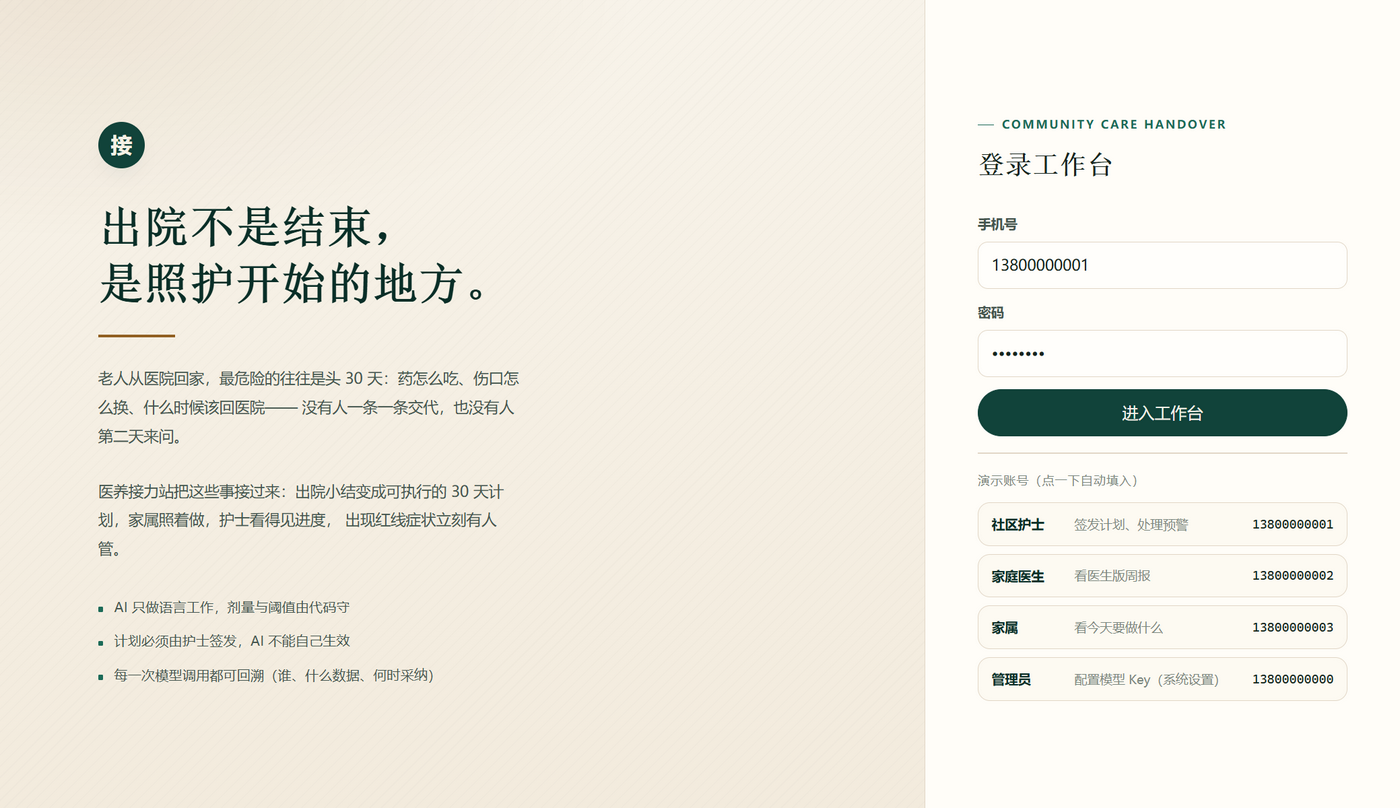 接
出院不是结束，
是照护开始的地方。
老人从医院回家，最危险的往往是头 30 天：药怎么吃、伤口怎
么换、什么时候该回医院—— 没有人一条一条交代，也没有人
第二天来问。
医养接力站把这些事接过来：出院小结变成可执行的 30 天计
划，家属照着做，护士看得见进度， 出现红线症状立刻有人
管。
AI 只做语言工作，剂量与阈值由代码守
计划必须由护士签发，AI 不能自己生效
每一次模型调用都可回溯（谁、什么数据、何时采纳）
COMMUNITY CARE HANDOVER
登录工作台
手机号
13800000001
密码
••••••••
进入工作台
演示账号（点一下自动填入）
社区护士 签发计划、处理预警 13800000001
家庭医生 看医生版周报 13800000002
家属 看今天要做什么 13800000003
管理员 配置模型 Key（系统设置） 13800000000